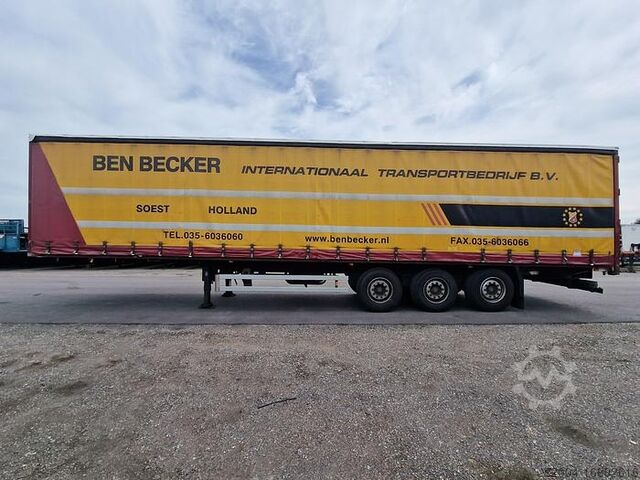 BEN BECKER INTERNATIONAAL TRANSPORTBEDRIJF B.V.
SOEST HOLLAND
TEL.035-6036060 www.benbecker.nl FAX.035-6036066